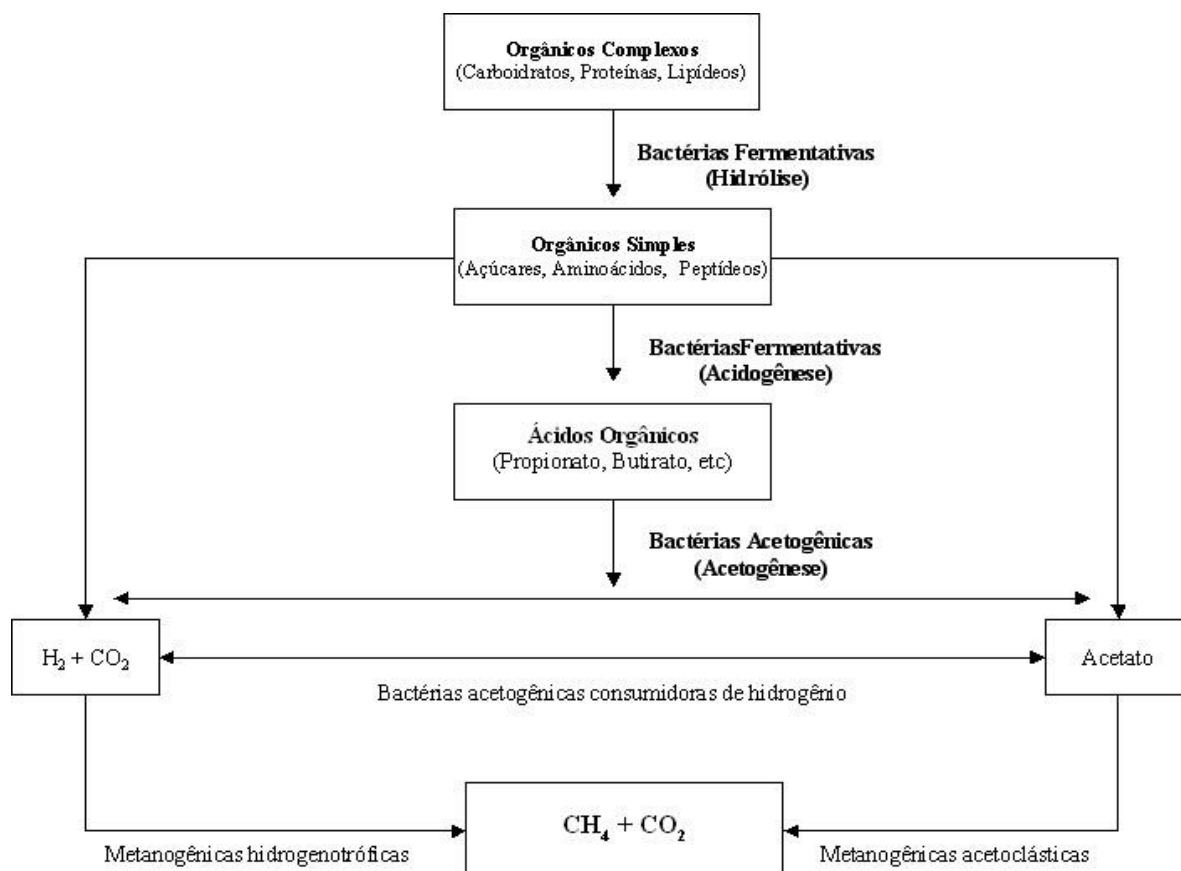 Orgânicos Complexos
(Carboidratos, Proteínas, Lipídeos)
Bactérias Fermentativas
(Hidrólise)
Orgânicos Simples
(Açúcares, Aminoácidos, Peptídeos)
BactériasFermentativas
(Acidogênese)
Ácidos Orgânicos
(Propionato, Butirato, etc)
Bactérias Acetogênicas
(Acetogênese)
H₂ + CO₂
Acetato
Bactérias acetogênicas consumidoras de hidrogênio
CH₄ + CO₂
Metanogênicas hidrogenotróficas
Metanogênicas acetoclásticas